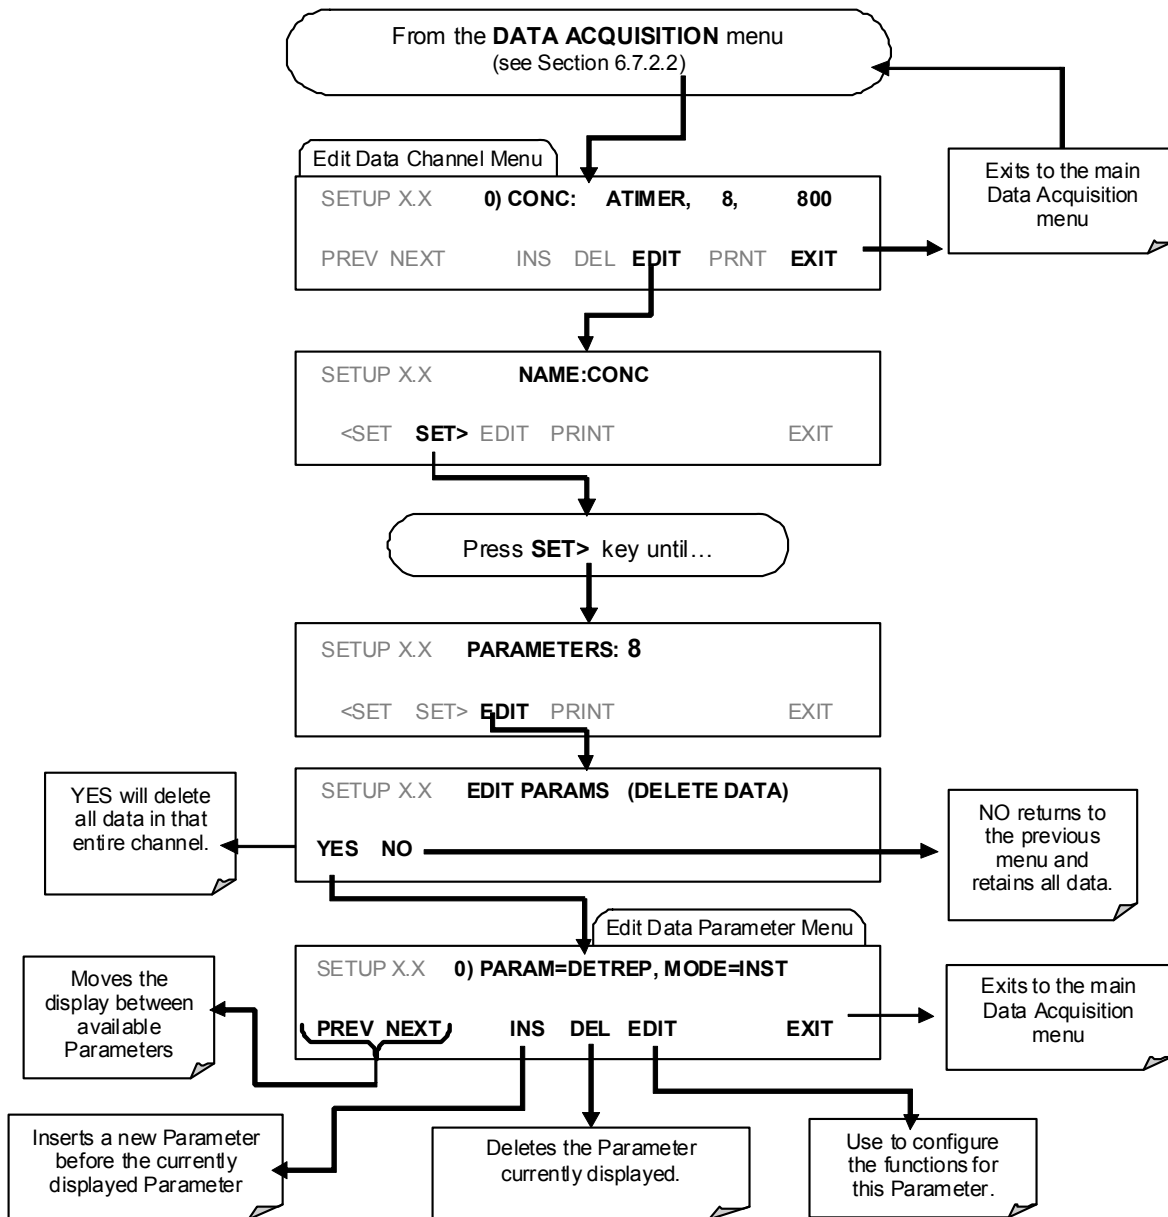 From the DATA ACQUISITION menu
(see Section 6.7.2.2)
Edit Data Channel Menu
Exits to the main
Data Acquisition
menu
SETUP X.X 0) CONC: ATIMER, 8, 800
PREV NEXT INS DEL EDIT PRNT EXIT
SETUP X.X NAME:CONC
<SET SET> EDIT PRINT EXIT
Press SET> key until...
SETUP X.X PARAMETERS: 8
<SET SET> EDIT PRINT EXIT
YES will delete
all data in that
entire channel.
SETUP X.X EDIT PARAMS (DELETE DATA)
YES NO
NO returns to
the previous
menu and
retains all data.
Edit Data Parameter Menu
Moves the
display between
available
Parameters
SETUP X.X 0) PARAM=DETREP, MODE=INST
PREV NEXT INS DEL EDIT EXIT
Exits to the main
Data Acquisition
menu
Inserts a new Parameter
before the currently
displayed Parameter
Deletes the Parameter
currently displayed.
Use to configure
the functions for
this Parameter.